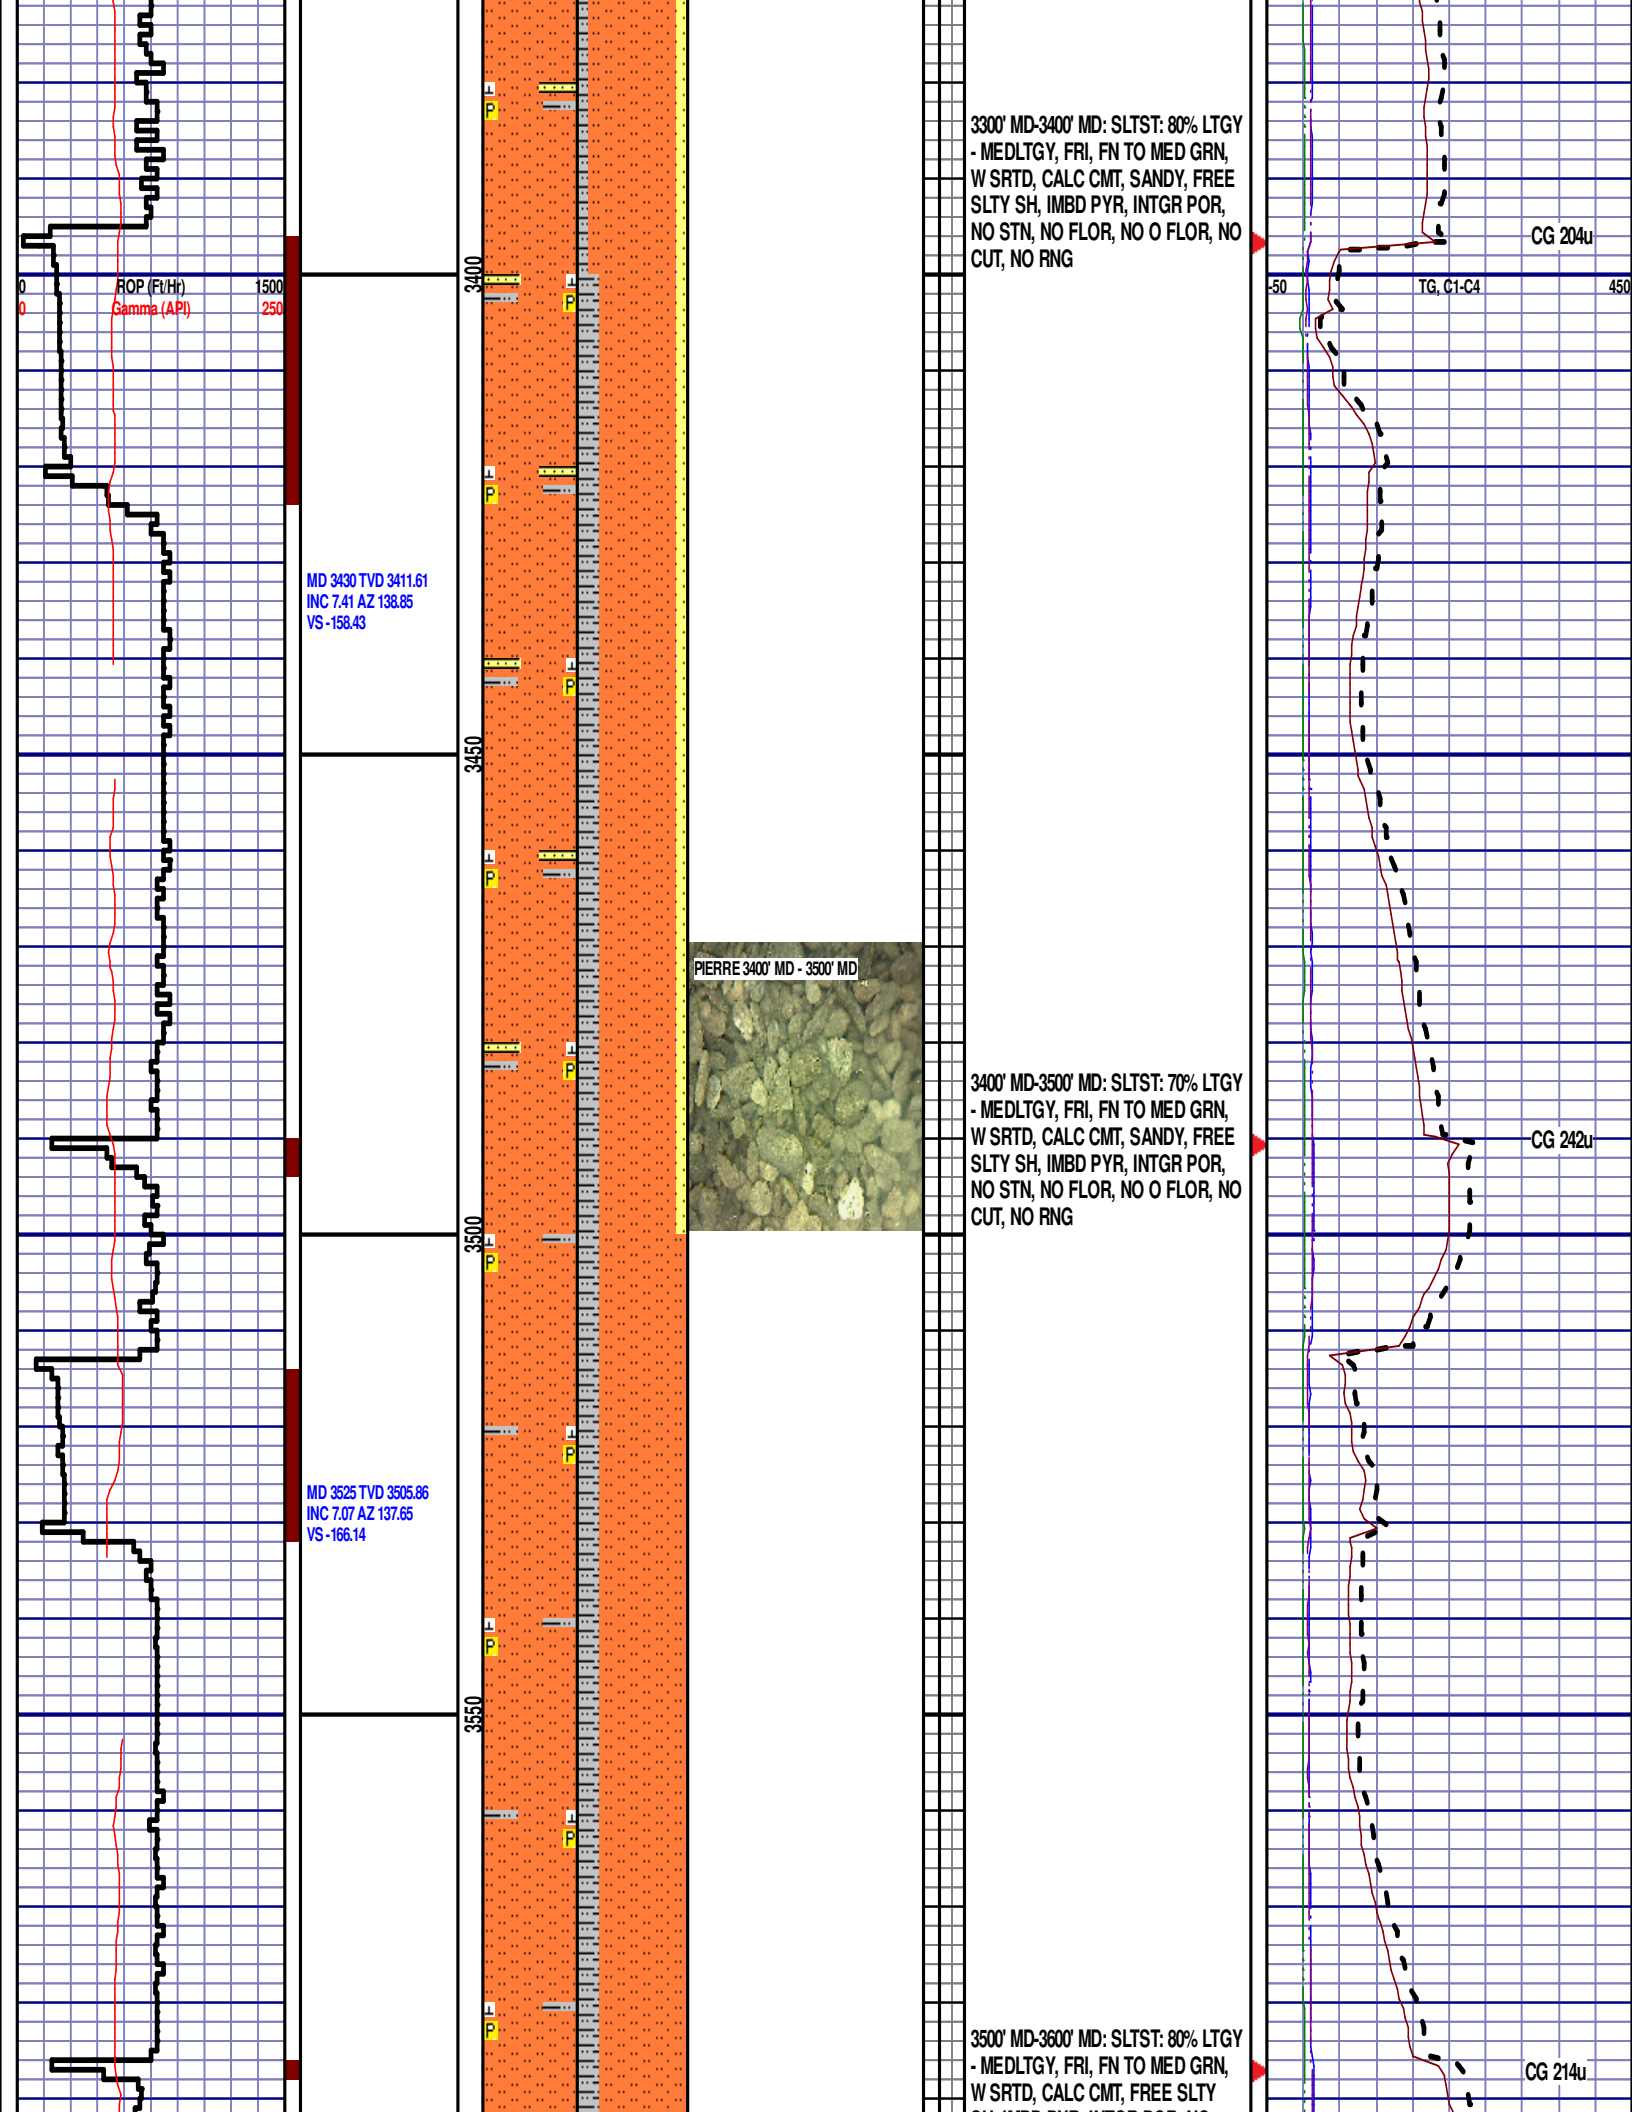 3300' MD-3400' MD: SLTST: 80% LTGY
- MEDLTGY, FRI, FN TO MED GRN,
W SRTD, CALC CMT, SANDY, FREE
SLTY SH, IMBD PYR, INTGR POR,
NO STN, NO FLOR, NO O FLOR, NO
CUT, NO RNG
CG 204u
3400
0 ROP (Ft/Hr) 1500
0 Gamma (API) 250
-50 TG, C1-C4 450
MD 3430 TVD 3411.61
INC 7.41 AZ 138.85
VS -158.43
3450
PIERRE 3400' MD - 3500' MD
3400' MD-3500' MD: SLTST: 70% LTGY
- MEDLTGY, FRI, FN TO MED GRN,
W SRTD, CALC CMT, SANDY, FREE
SLTY SH, IMBD PYR, INTGR POR,
NO STN, NO FLOR, NO O FLOR, NO
CUT, NO RNG
CG 242u
3500
MD 3525 TVD 3505.86
INC 7.07 AZ 137.65
VS -166.14
3550
3500' MD-3600' MD: SLTST: 80% LTGY
- MEDLTGY, FRI, FN TO MED GRN,
W SRTD, CALC CMT, FREE SLTY
CG 214u
P
P
P
P
P
P
P
P
P
P
P